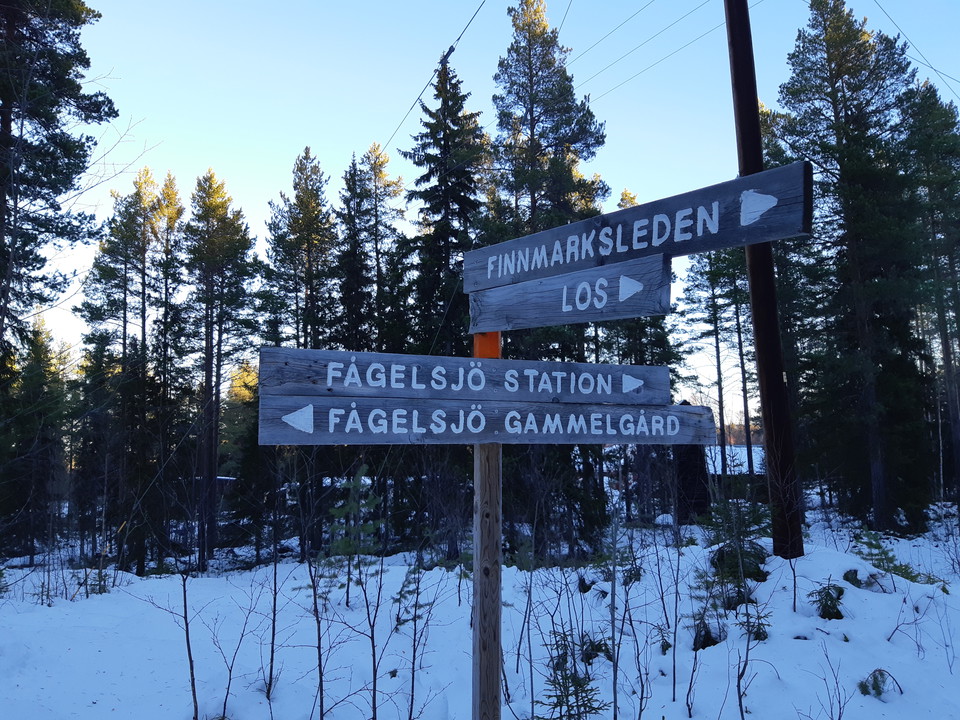 FINNMARKSLEDEN
LOS
FÅGELSJÖ STATION
FÅGELSJÖ GAMMELGÅRD